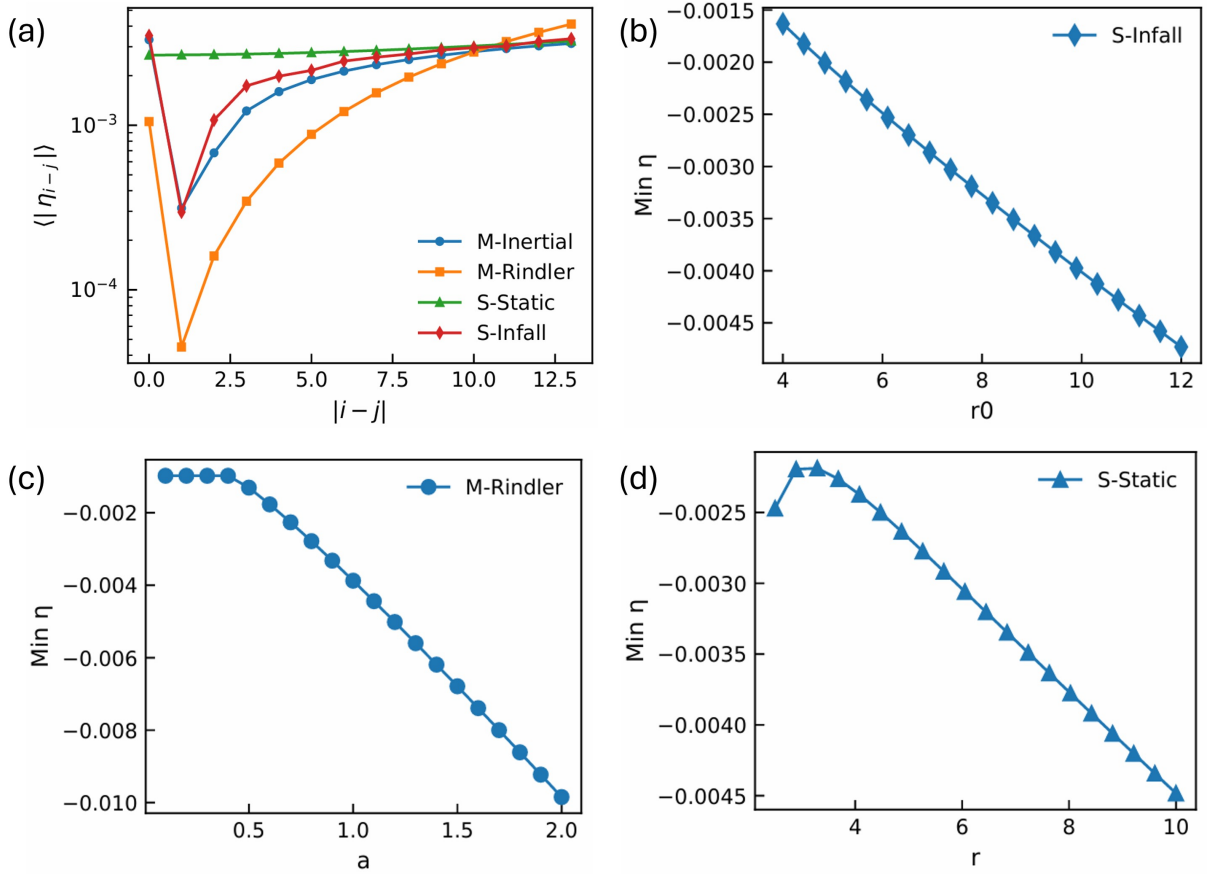 (a)
10⁻³
10⁻⁴
⟨| η_{i−j} |⟩
M-Inertial
M-Rindler
S-Static
S-Infall
0.0 2.5 5.0 7.5 10.0 12.5
|i − j|
(b)
S-Infall
−0.0015
−0.0020
−0.0025
−0.0030
−0.0035
−0.0040
−0.0045
Min η
4 6 8 10 12
r0
(c)
M-Rindler
−0.002
−0.004
−0.006
−0.008
−0.010
Min η
0.5 1.0 1.5 2.0
a
(d)
S-Static
−0.0025
−0.0030
−0.0035
−0.0040
−0.0045
Min η
4 6 8 10
r